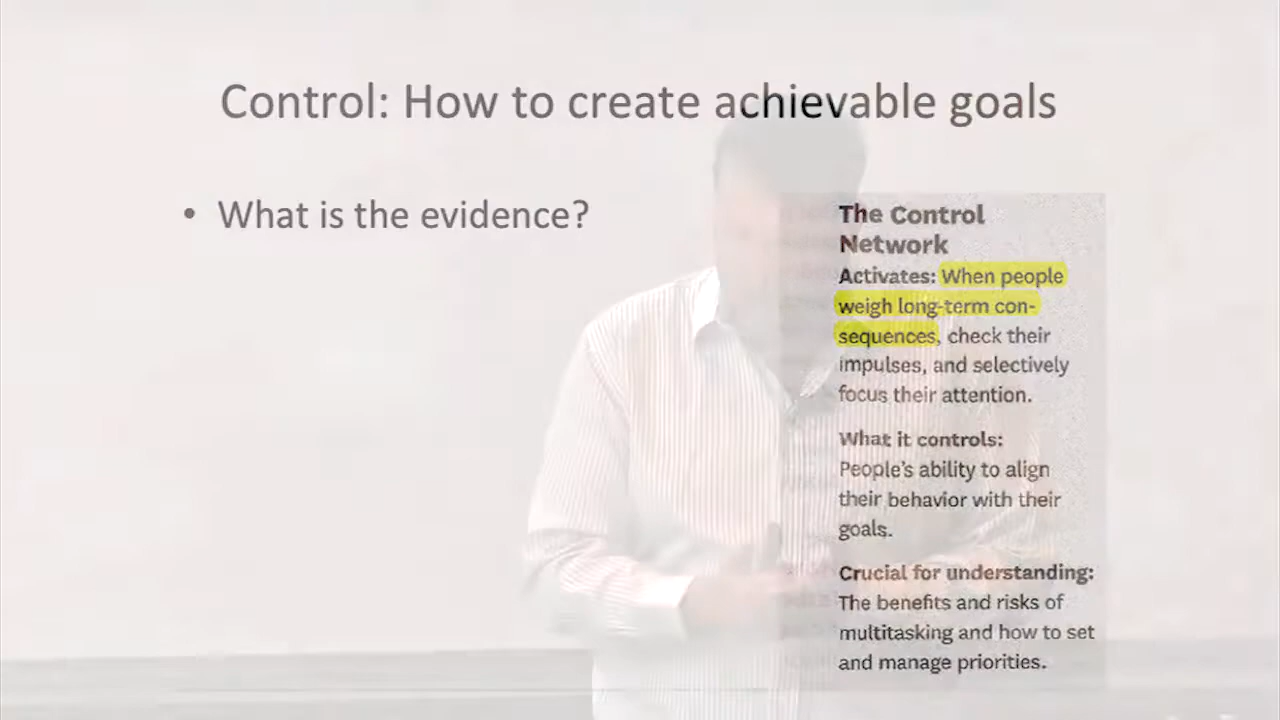 Control: How to create achievable goals
• What is the evidence?
The Control
Network
Activates: When people
weigh long-term con-
sequences, check their
impulses, and selectively
focus their attention.
What it controls:
People's ability to align
their behavior with their
goals.
Crucial for understanding:
The benefits and risks of
multitasking and how to set
and manage priorities.